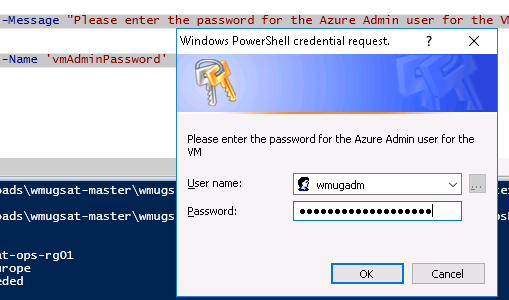 -Message "Please enter the password for the Azure Admin user for the VM
Windows PowerShell credential request. ?
-Name 'vmAdminPassword'
Please enter the password for the Azure Admin user for the
VM
User name: wmugadm ...
Password: ●●●●●●●●●●●●●●●●●●●
oads\wmugsat-master\wmugs
oads\wmugsat-master\wmugs
at-ops-rg01
urope
eded
OK Cancel